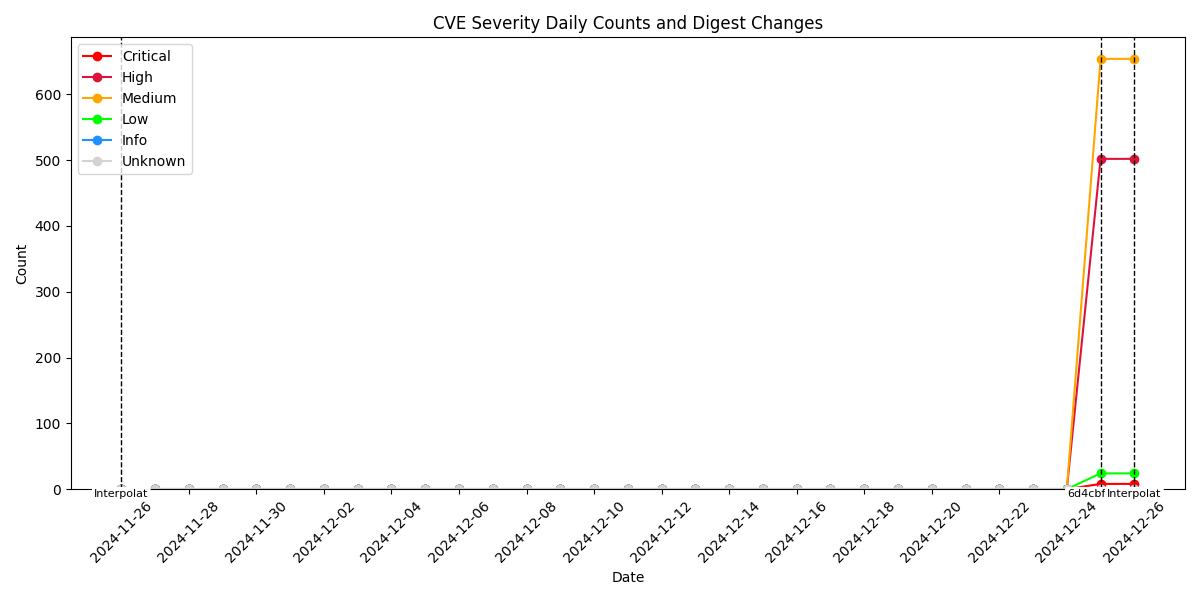 CVE Severity Daily Counts and Digest Changes
Critical
High
Medium
Low
Info
Unknown
Count
600
500
400
300
200
100
0
Interpolat
6d4cbf
Interpolat
2024-11-26
2024-11-28
2024-11-30
2024-12-02
2024-12-04
2024-12-06
2024-12-08
2024-12-10
2024-12-12
2024-12-14
2024-12-16
2024-12-18
2024-12-20
2024-12-22
2024-12-24
2024-12-26
Date